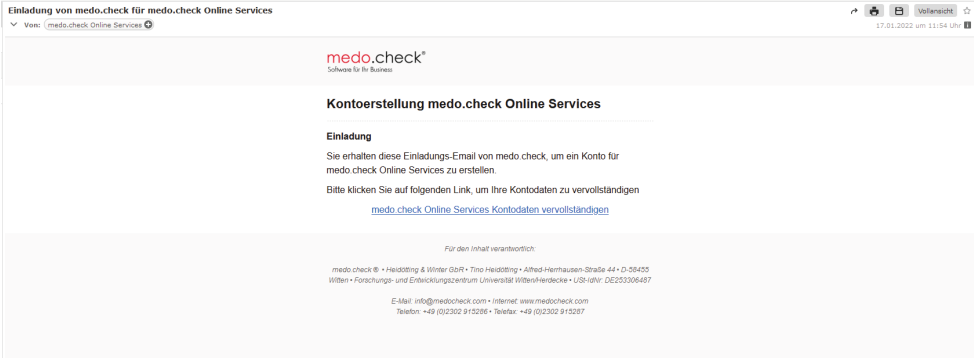 Einladung von medo.check für medo.check Online Services
Vollansicht
Von: medo.check Online Services
17.01.2022 um 11:54 Uhr
medo.check®
Software für Ihr Business
Kontoerstellung medo.check Online Services
Einladung
Sie erhalten diese Einladungs-Email von medo.check, um ein Konto für
medo.check Online Services zu erstellen.
Bitte klicken Sie auf folgenden Link, um Ihre Kontodaten zu vervollständigen
medo.check Online Services Kontodaten vervollständigen
Für den Inhalt verantwortlich:
medo.check ® • Heidötting & Winter GbR • Tino Heidötting • Alfred-Herrhausen-Straße 44 • D-58455
Witten • Forschungs- und Entwicklungszentrum Universität Witten/Herdecke • USt-IdNr: DE253306487
E-Mail: info@medocheck.com • Internet: www.medocheck.com
Telefon: +49 (0)2302 915286 • Telefax: +49 (0)2302 915287